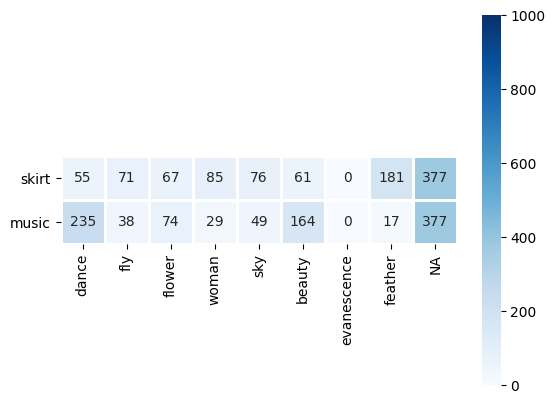 1000
800
600
400
200
0
skirt 55 71 67 85 76 61 0 181 377
music 235 38 74 29 49 164 0 17 377
dance fly flower woman sky beauty evanescence feather NA